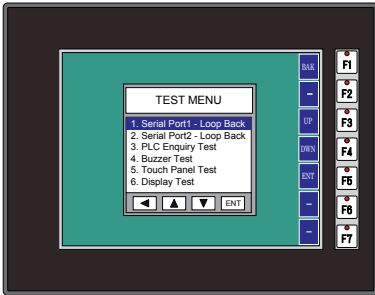 TEST MENU
1. Serial Port1 - Loop Back
2. Serial Port2 - Loop Back
3. PLC Enquiry Test
4. Buzzer Test
5. Touch Panel Test
6. Display Test
ENT
BAK
-
UP
DWN
ENT
-
-
F1
F2
F3
F4
F5
F6
F7